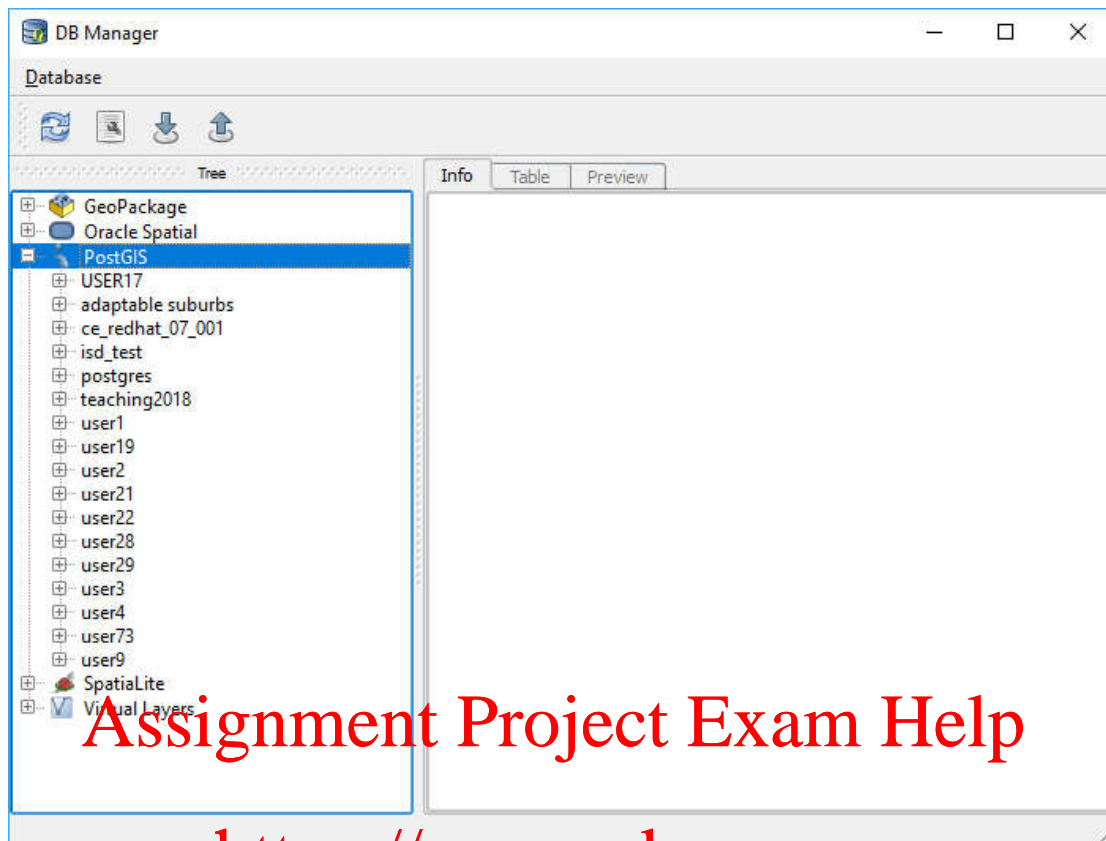 DB Manager
Database
Tree
Info
Table
Preview
GeoPackage
Oracle Spatial
PostGIS
USER17
adaptable suburbs
ce_redhat_07_001
isd_test
postgres
teaching2018
user1
user19
user2
user21
user22
user28
user29
user3
user4
user73
user9
SpatiaLite
Virtual Layers
Assignment Project Exam Help